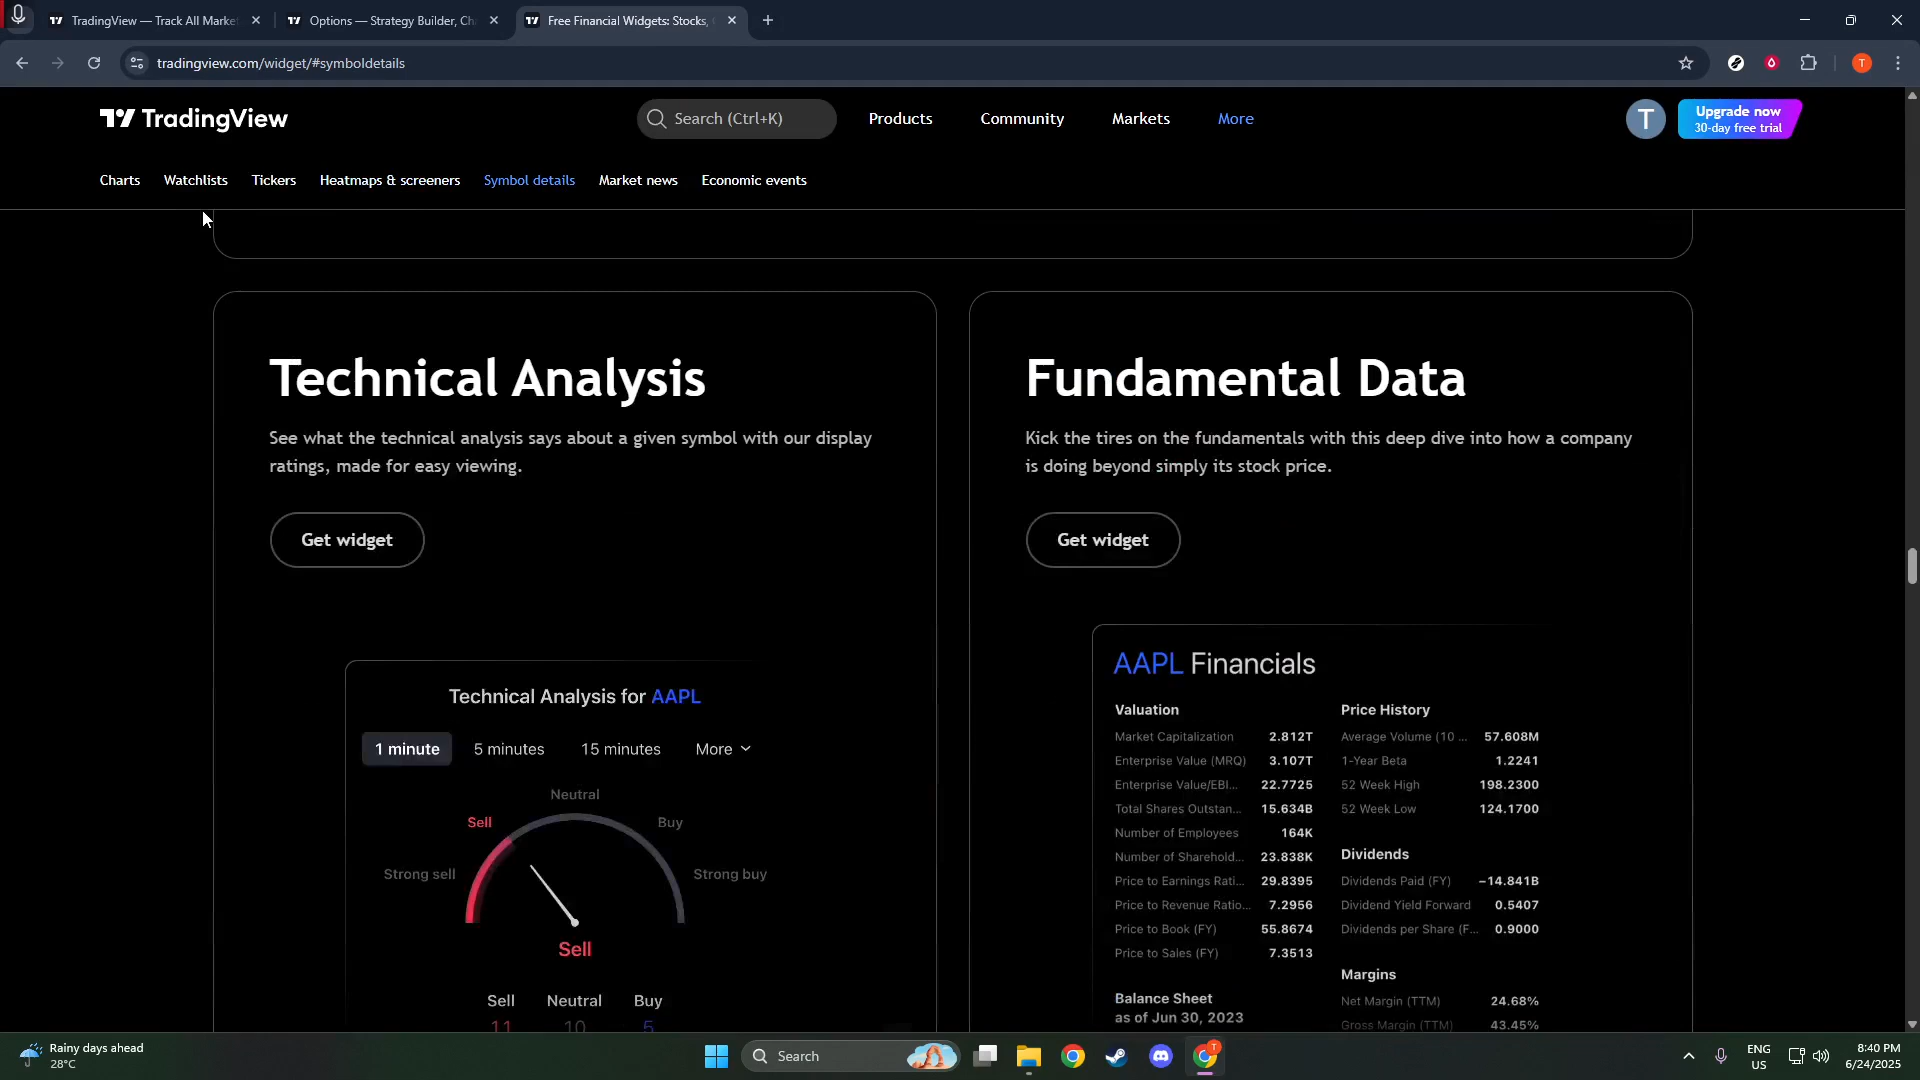 TradingView — Track All Marke
Options — Strategy Builder, Ch
Free Financial Widgets: Stocks,
tradingview.com/widget/#symboldetails
T
TradingView
Search (Ctrl+K)
Products
Community
Markets
More
T
Upgrade now
30-day free trial
Charts
Watchlists
Tickers
Heatmaps & screeners
Symbol details
Market news
Economic events
Technical Analysis
See what the technical analysis says about a given symbol with our display
ratings, made for easy viewing.
Get widget
Technical Analysis for AAPL
1 minute
5 minutes
15 minutes
More
Neutral
Sell
Buy
Strong sell
Strong buy
Sell
Sell Neutral Buy
11 10 5
Fundamental Data
Kick the tires on the fundamentals with this deep dive into how a company
is doing beyond simply its stock price.
Get widget
AAPL Financials
Valuation
Market Capitalization 2.812T
Enterprise Value (MRQ) 3.107T
Enterprise Value/EBI... 22.7725
Total Shares Outstan... 15.634B
Number of Employees 164K
Number of Sharehold... 23.838K
Price to Earnings Rati... 29.8395
Price to Revenue Ratio... 7.2956
Price to Book (FY) 55.8674
Price to Sales (FY) 7.3513
Balance Sheet
as of Jun 30, 2023
Price History
Average Volume (10 ... 57.608M
1-Year Beta 1.2241
52 Week High 198.2300
52 Week Low 124.1700
Dividends
Dividends Paid (FY) −14.841B
Dividend Yield Forward 0.5407
Dividends per Share (F... 0.9000
Margins
Net Margin (TTM) 24.68%
Gross Margin (TTM) 43.45%
Rainy days ahead
28°C
Search
T
ENG
US
8:40 PM
6/24/2025